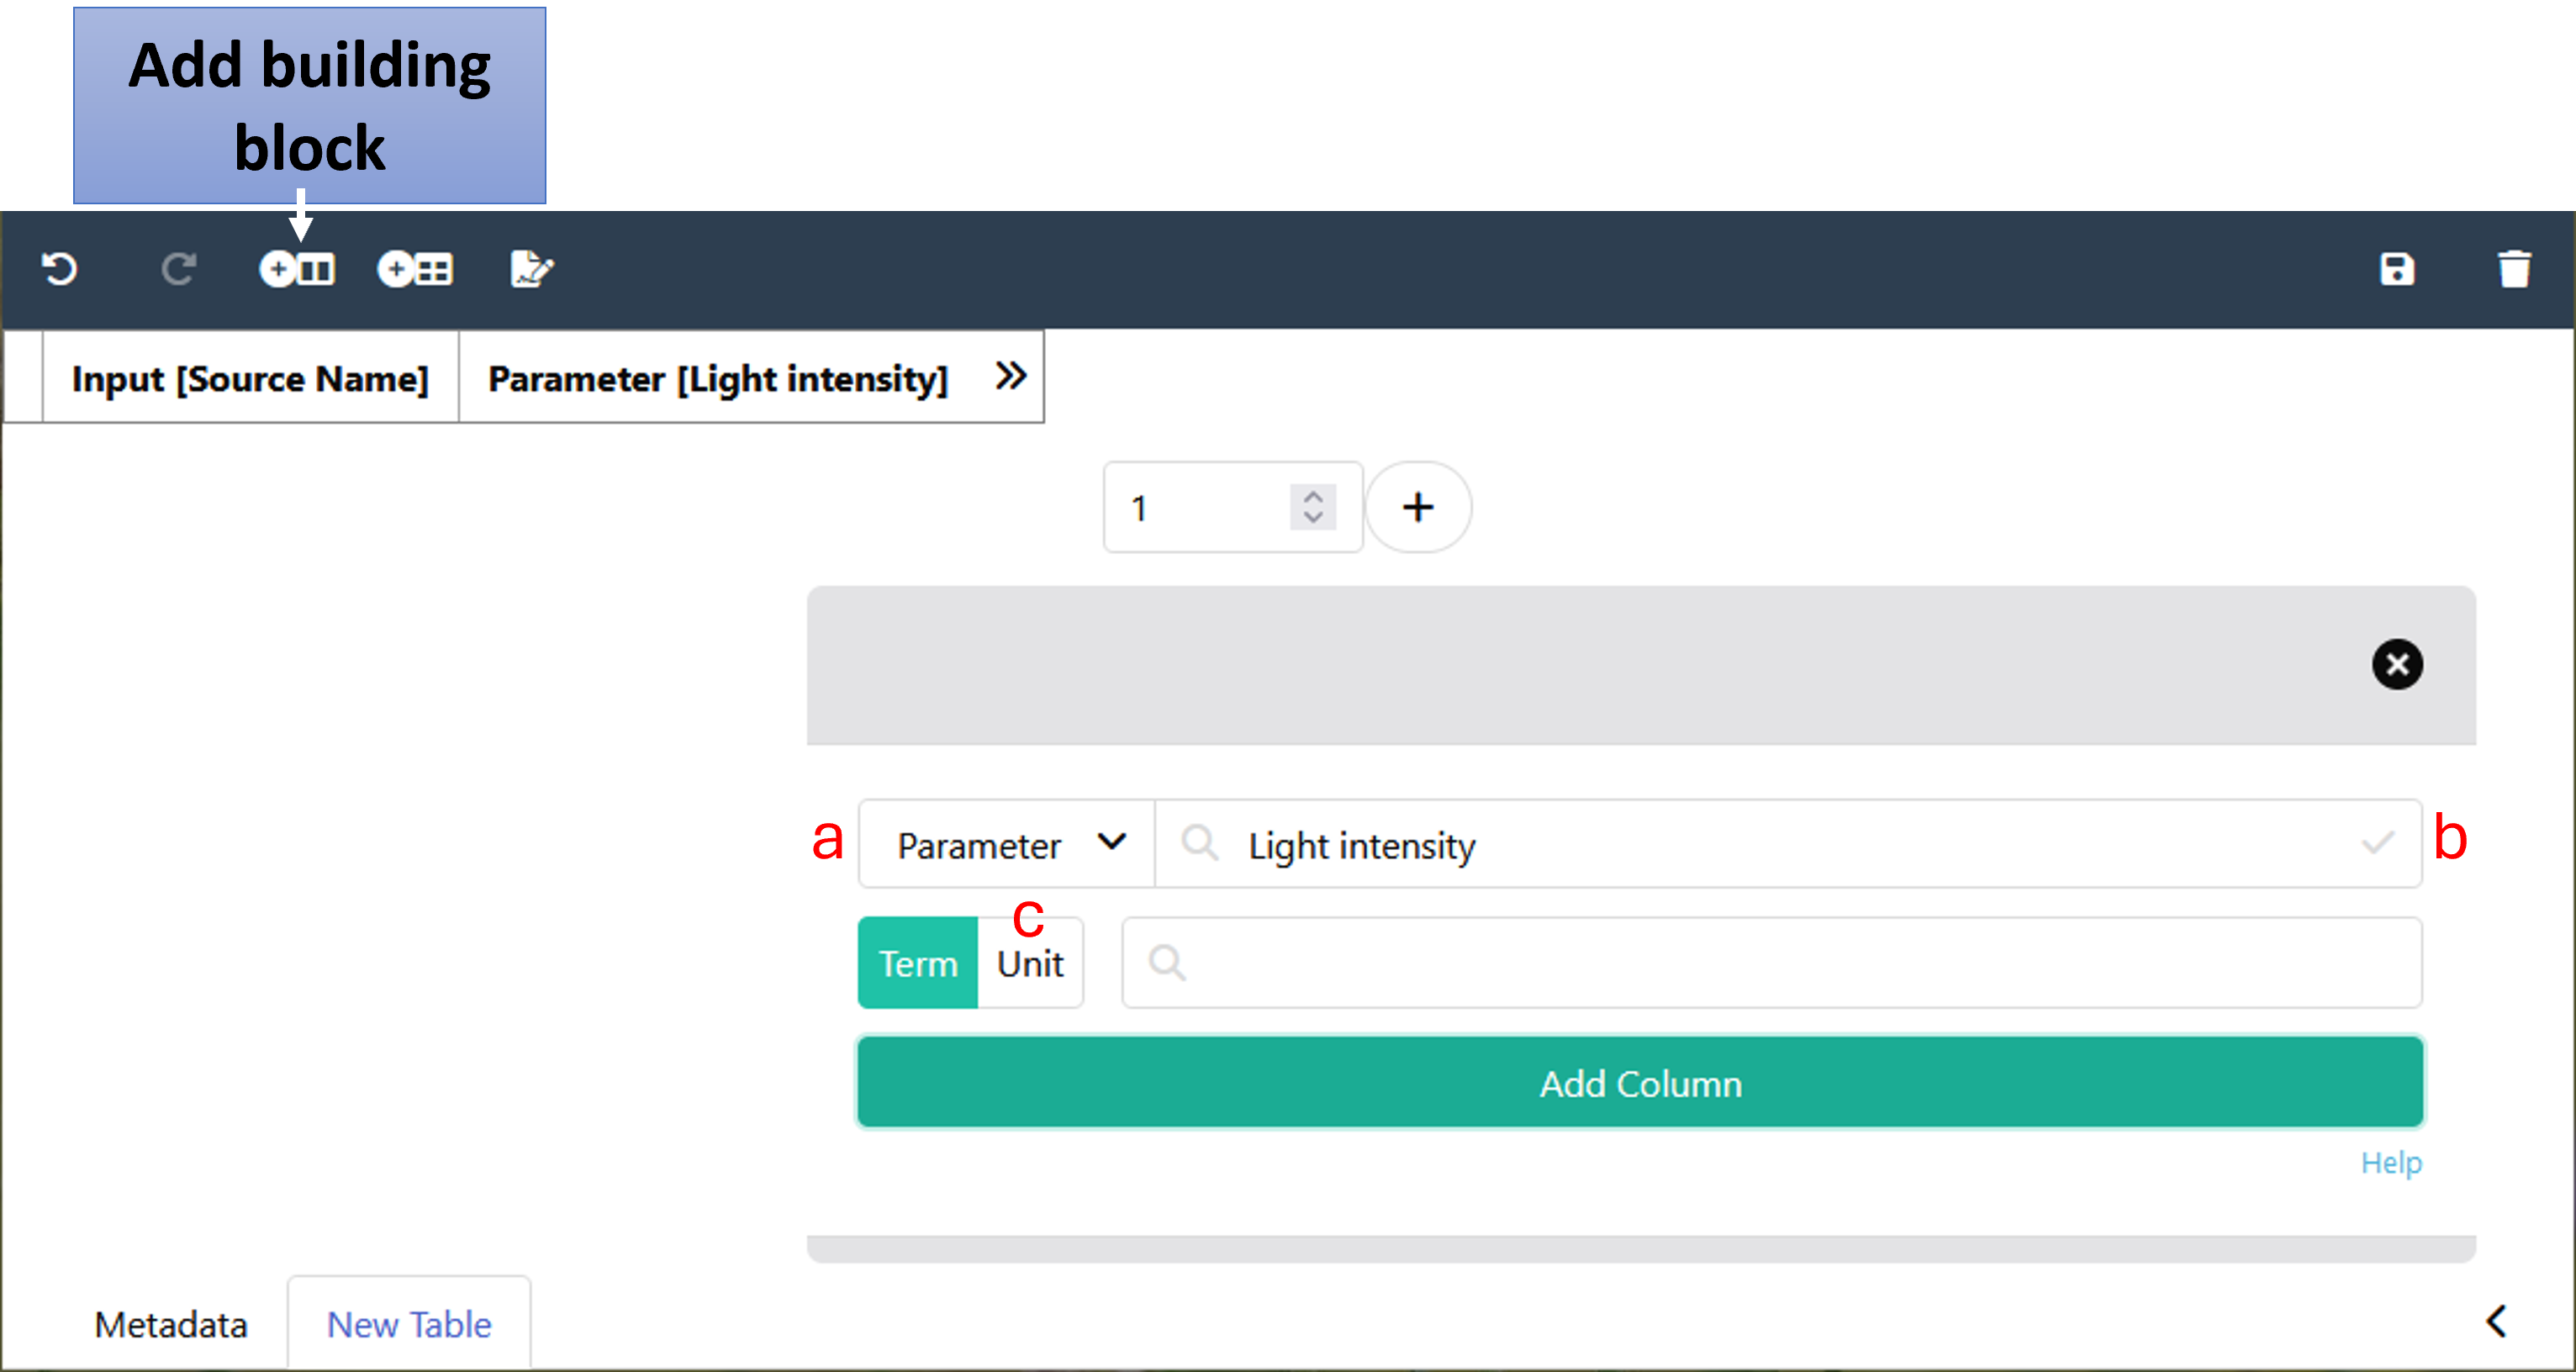 Add building
block
Input [Source Name] Parameter [Light intensity]
1
a Parameter Light intensity b
c
Term Unit
Add Column
Help
Metadata New Table